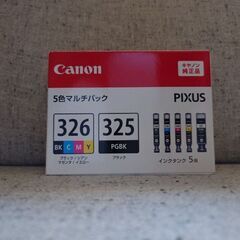 Canon
キヤノン
純正品
5色マルチパック
PIXUS
326
BK C M Y
ブラック/シアン
マゼンタ/イエロー
325
PGBK
ブラック
インクタンク 5個